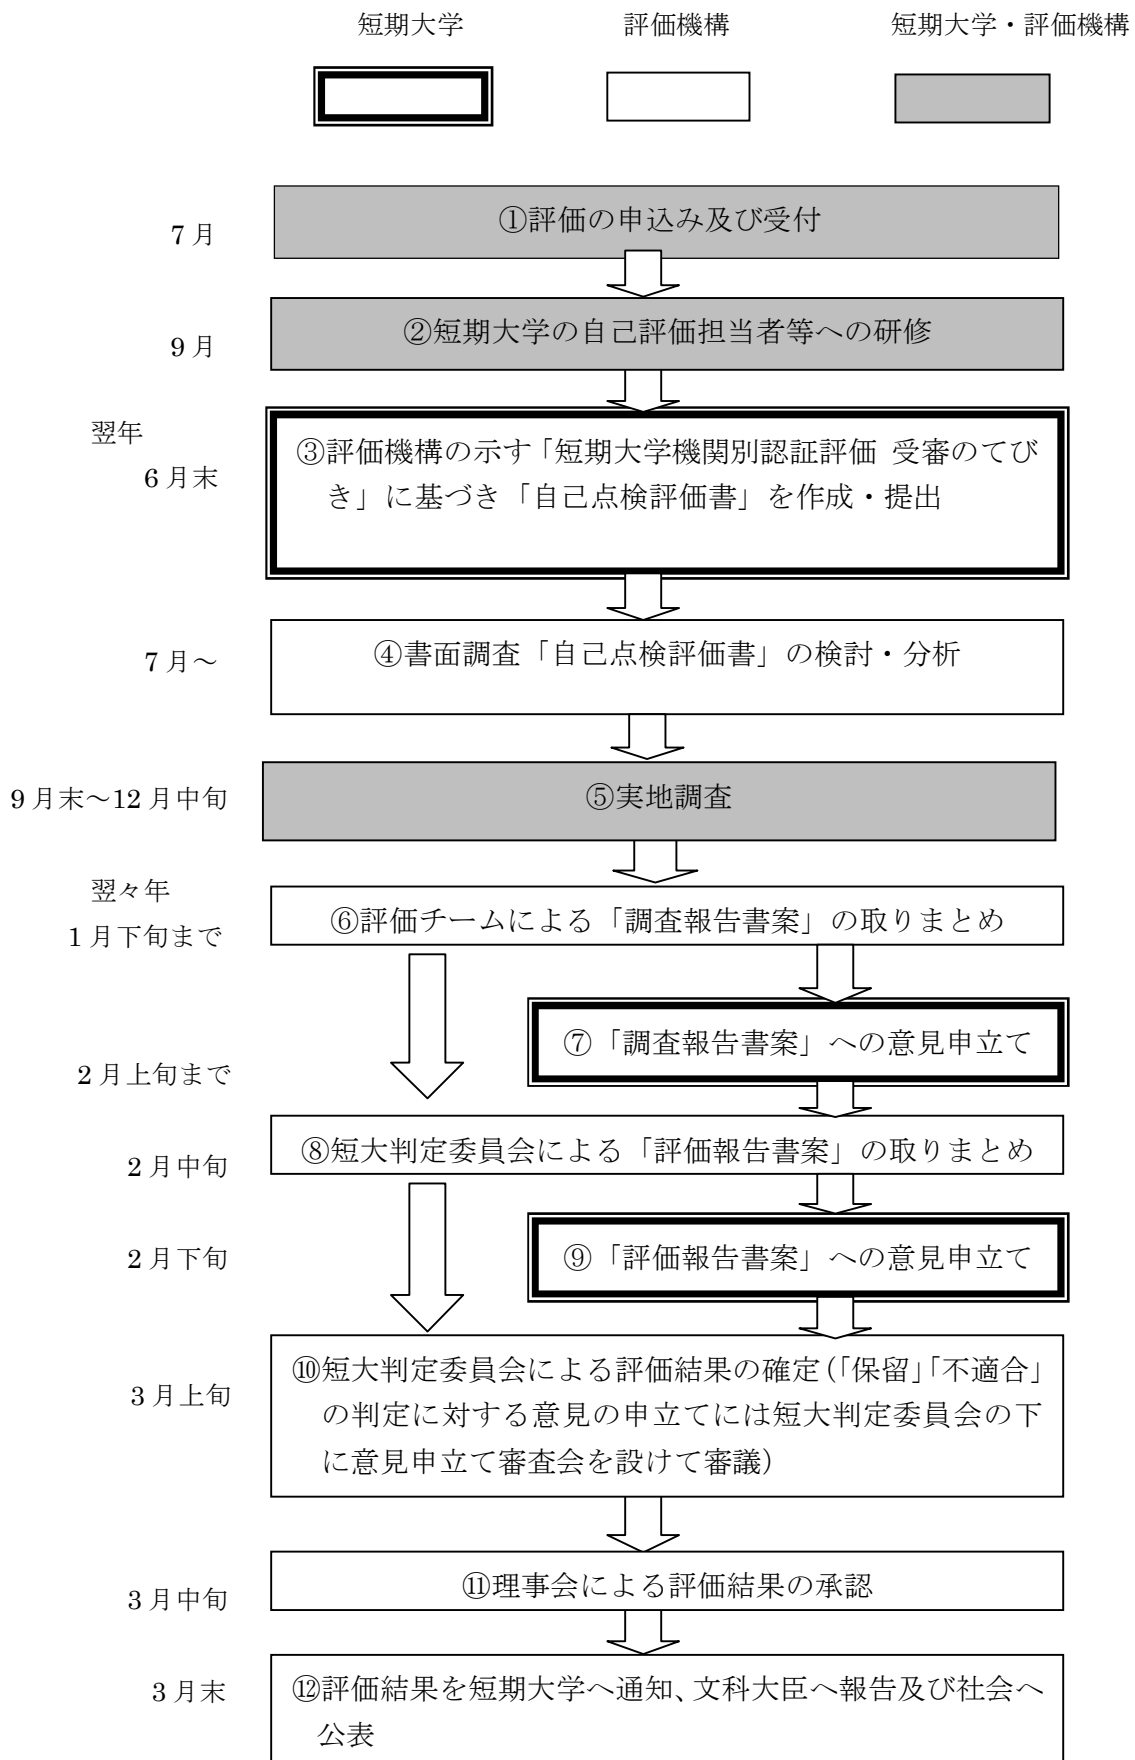 短期大学
評価機構
短期大学・評価機構
7月
①評価の申込み及び受付
9月
②短期大学の自己評価担当者等への研修
翌年
6月末
③評価機構の示す「短期大学機関別認証評価 受審のてび
き」に基づき「自己点検評価書」を作成・提出
7月～
④書面調査「自己点検評価書」の検討・分析
9月末～12月中旬
⑤実地調査
翌々年
1月下旬まで
⑥評価チームによる「調査報告書案」の取りまとめ
2月上旬まで
⑦「調査報告書案」への意見申立て
2月中旬
⑧短大判定委員会による「評価報告書案」の取りまとめ
2月下旬
⑨「評価報告書案」への意見申立て
3月上旬
⑩短大判定委員会による評価結果の確定(「保留」「不適合」
の判定に対する意見の申立てには短大判定委員会の下
に意見申立て審査会を設けて審議)
3月中旬
⑪理事会による評価結果の承認
3月末
⑫評価結果を短期大学へ通知、文科大臣へ報告及び社会へ
公表